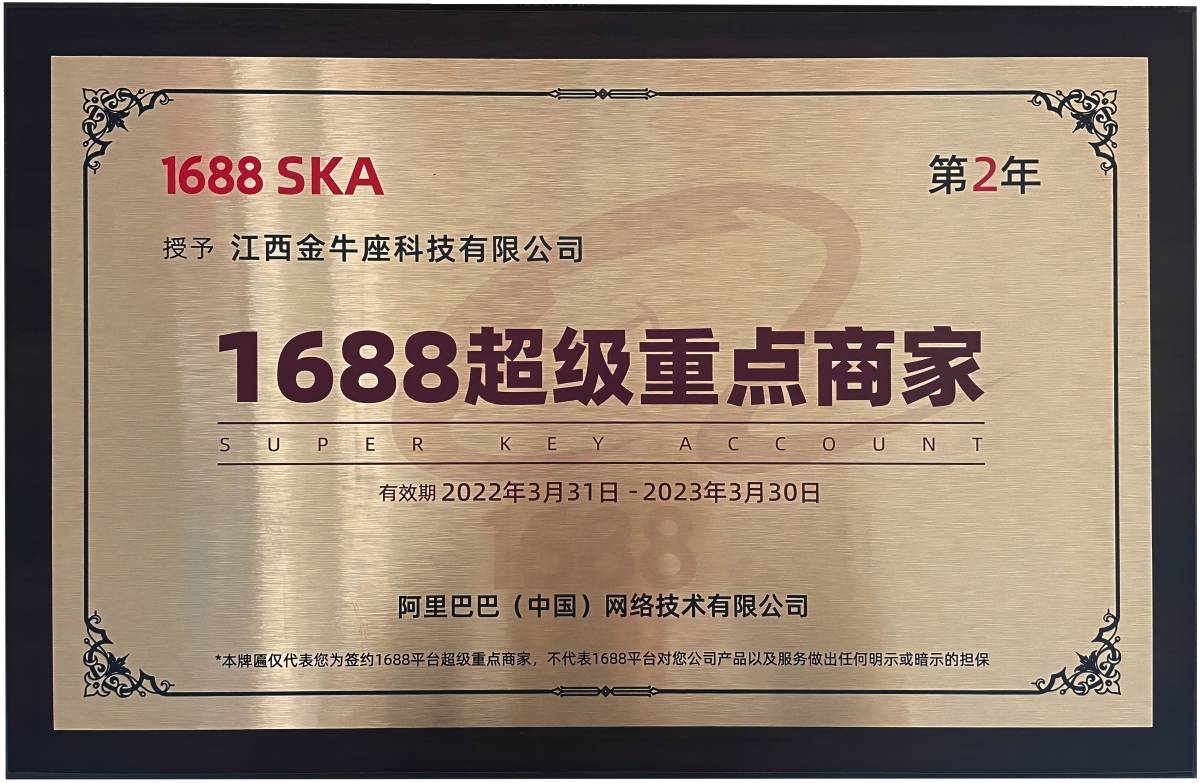 1688 SKA
第2年
授予 江西金牛座科技有限公司
1688超级重点商家
SUPER KEY ACCOUNT
有效期 2022年3月31日 - 2023年3月30日
1688
阿里巴巴（中国）网络技术有限公司
*本牌匾仅代表您为签约1688平台超级重点商家，不代表1688平台对您公司产品以及服务做出任何明示或暗示的担保